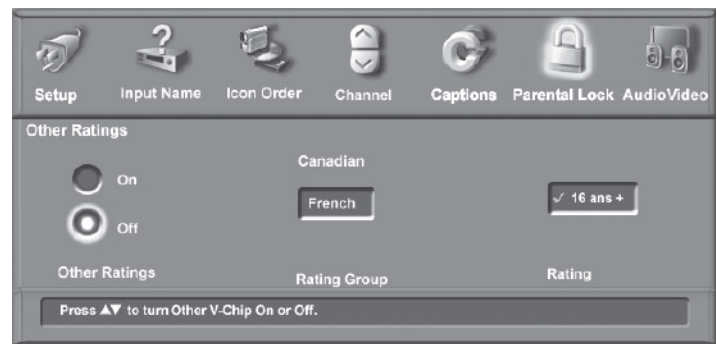 Setup Input Name Icon Order Channel Captions Parental Lock AudioVideo
Other Ratings
On
Off
Other Ratings
Canadian
French
Rating Group
✓ 16 ans +
Rating
Press ▲▼ to turn Other V-Chip On or Off.